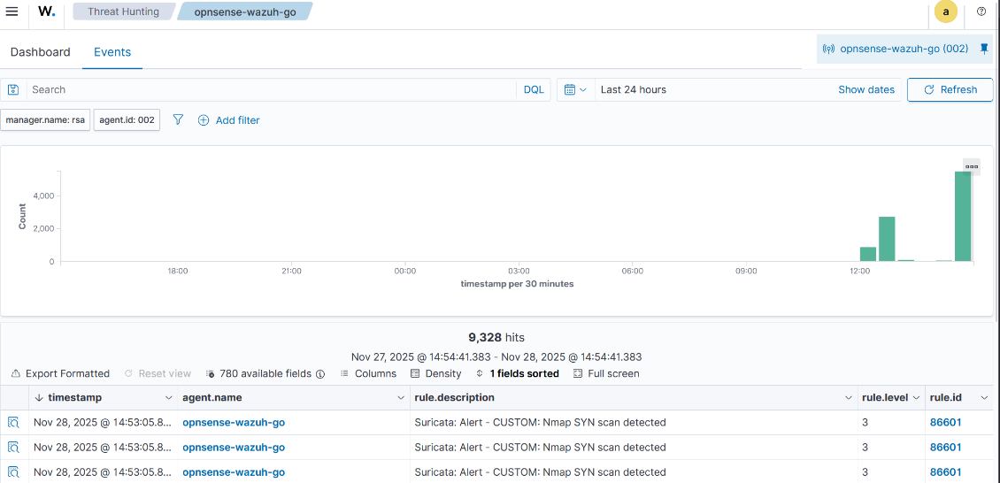 W. Threat Hunting opnsense-wazuh-go a
Dashboard Events opnsense-wazuh-go (002)
Search DQL Last 24 hours Show dates Refresh
manager.name: rsa agent.id: 002 Add filter
Count
4,000
2,000
0
18:00 21:00 00:00 03:00 06:00 09:00 12:00
timestamp per 30 minutes
9,328 hits
Nov 27, 2025 @ 14:54:41.383 - Nov 28, 2025 @ 14:54:41.383
Export Formatted Reset view 780 available fields Columns Density 1 fields sorted Full screen
timestamp agent.name rule.description rule.level rule.id
Nov 28, 2025 @ 14:53:05.8... opnsense-wazuh-go Suricata: Alert - CUSTOM: Nmap SYN scan detected 3 86601
Nov 28, 2025 @ 14:53:05.8... opnsense-wazuh-go Suricata: Alert - CUSTOM: Nmap SYN scan detected 3 86601
Nov 28, 2025 @ 14:53:05.8... opnsense-wazuh-go Suricata: Alert - CUSTOM: Nmap SYN scan detected 3 86601